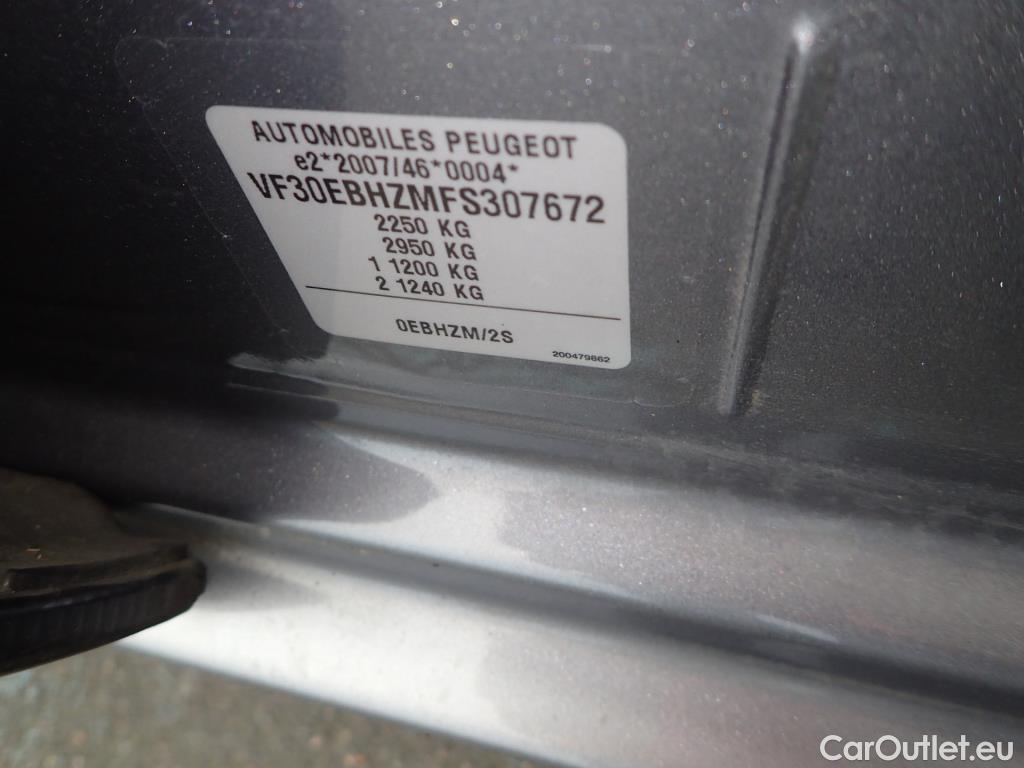 AUTOMOBILES PEUGEOT
e2*2007/46*0004*
VF30EBHZMFS307672
2250 KG
2950 KG
1 1200 KG
2 1240 KG
0EBHZM/2S
200479862
CarOutlet.eu